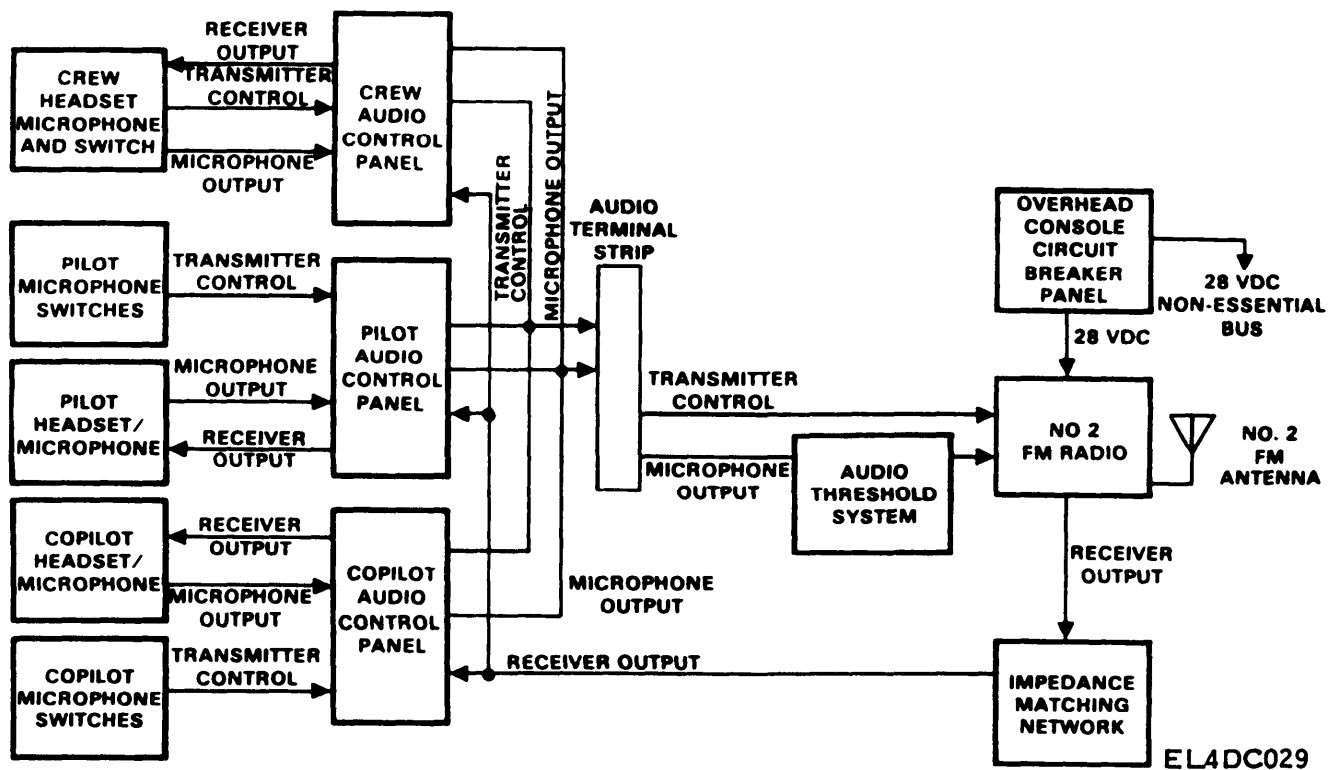 RECEIVER
OUTPUT
TRANSMITTER
CONTROL
MICROPHONE
OUTPUT
CREW
HEADSET
MICROPHONE
AND SWITCH
CREW
AUDIO
CONTROL
PANEL
PILOT
MICROPHONE
SWITCHES
TRANSMITTER
CONTROL
PILOT
AUDIO
CONTROL
PANEL
PILOT
HEADSET/
MICROPHONE
MICROPHONE
OUTPUT
RECEIVER
OUTPUT
COPILOT
HEADSET/
MICROPHONE
RECEIVER
OUTPUT
MICROPHONE
OUTPUT
COPILOT
AUDIO
CONTROL
PANEL
COPILOT
MICROPHONE
SWITCHES
TRANSMITTER
CONTROL
TRANSMITTER
CONTROL
MICROPHONE OUTPUT
AUDIO
TERMINAL
STRIP
MICROPHONE
OUTPUT
RECEIVER OUTPUT
TRANSMITTER
CONTROL
MICROPHONE
OUTPUT
AUDIO
THRESHOLD
SYSTEM
OVERHEAD
CONSOLE
CIRCUIT
BREAKER
PANEL
28 VDC
NON-ESSENTIAL
BUS
28 VDC
NO 2
FM RADIO
NO. 2
FM
ANTENNA
RECEIVER
OUTPUT
IMPEDANCE
MATCHING
NETWORK
EL4DC029